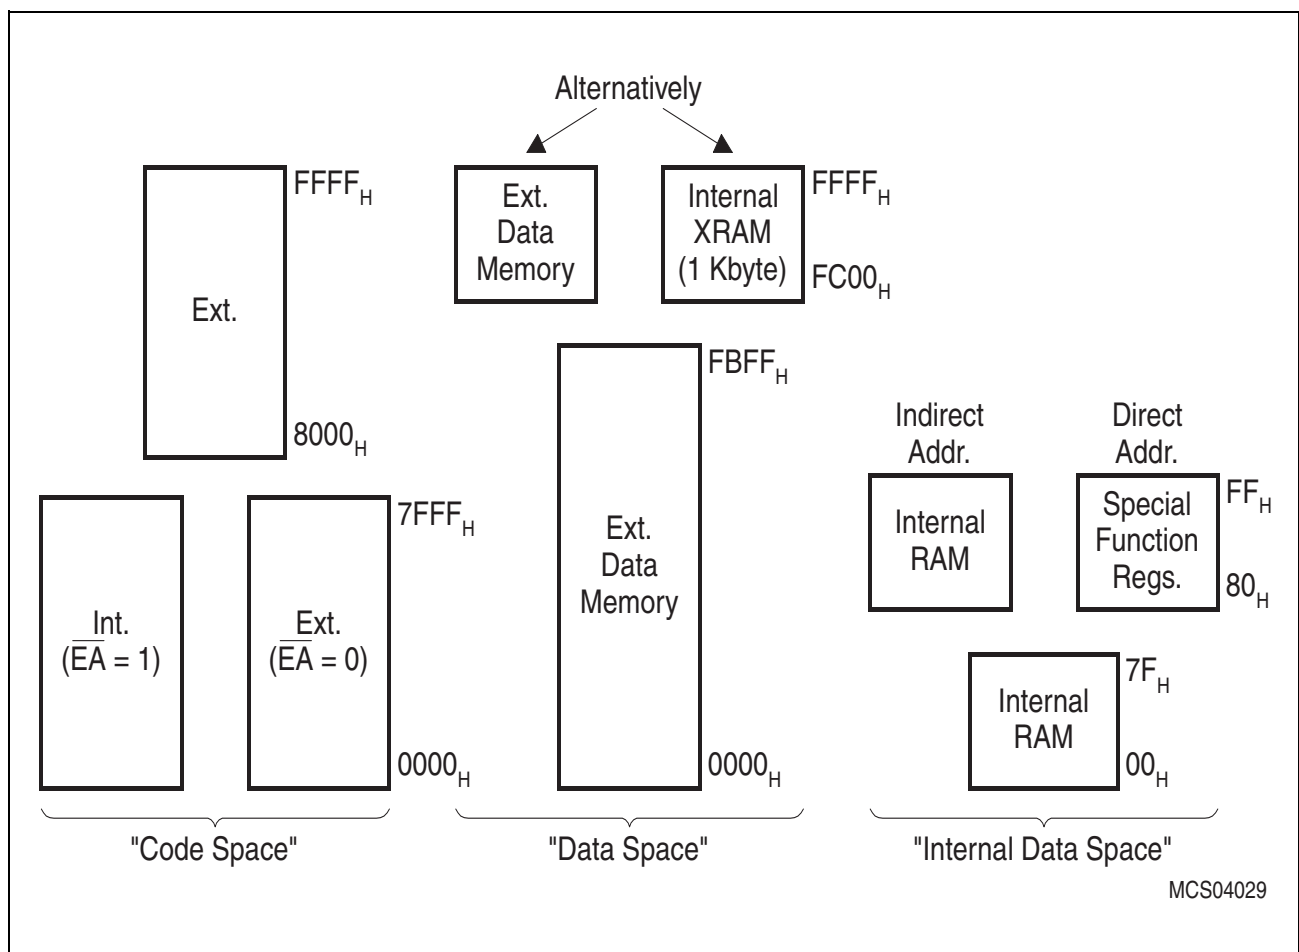 Alternatively
FFFFH
Ext.
8000H
Int.
(E̅A̅ = 1)
Ext.
(E̅A̅ = 0)
7FFFH
0000H
"Code Space"
Ext.
Data
Memory
Internal
XRAM
(1 Kbyte)
FFFFH
FC00H
FBFFH
Ext.
Data
Memory
0000H
"Data Space"
Indirect
Addr.
Direct
Addr.
Internal
RAM
Special
Function
Regs.
FFH
80H
Internal
RAM
7FH
00H
"Internal Data Space"
MCS04029